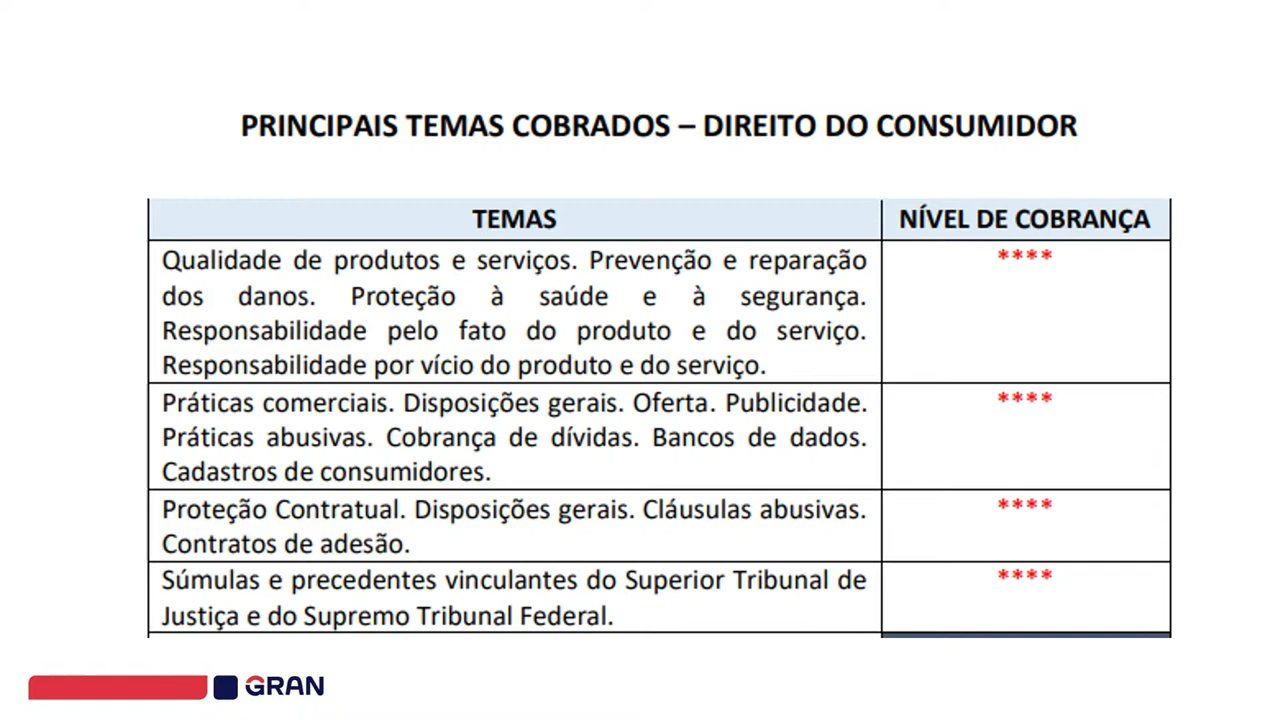 PRINCIPAIS TEMAS COBRADOS – DIREITO DO CONSUMIDOR
TEMAS
NÍVEL DE COBRANÇA
Qualidade de produtos e serviços. Prevenção e reparação
dos danos. Proteção à saúde e à segurança.
Responsabilidade pelo fato do produto e do serviço.
Responsabilidade por vício do produto e do serviço.
****
Práticas comerciais. Disposições gerais. Oferta. Publicidade.
Práticas abusivas. Cobrança de dívidas. Bancos de dados.
Cadastros de consumidores.
****
Proteção Contratual. Disposições gerais. Cláusulas abusivas.
Contratos de adesão.
****
Súmulas e precedentes vinculantes do Superior Tribunal de
Justiça e do Supremo Tribunal Federal.
****
GRAN